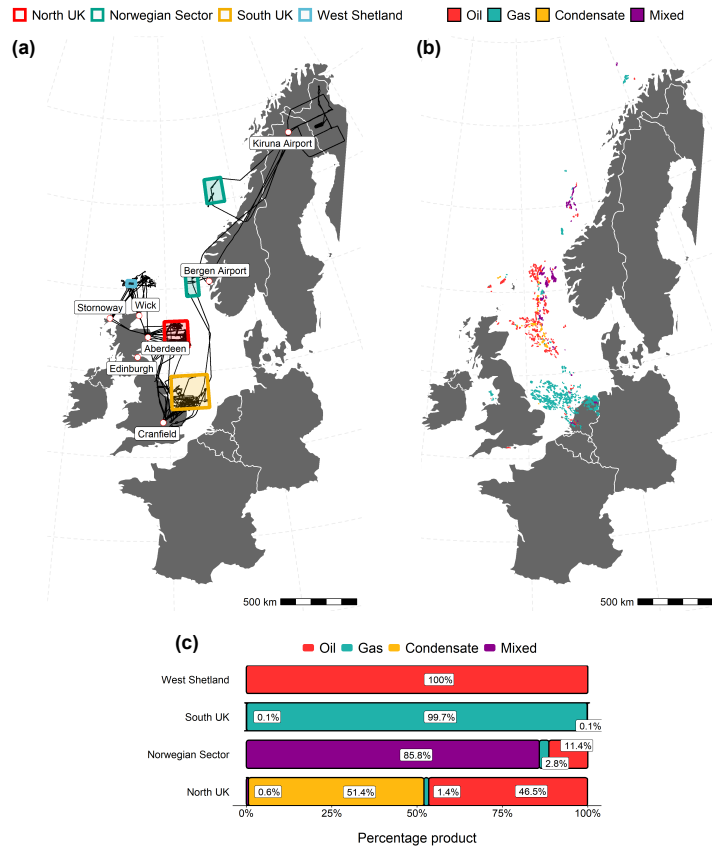 North UK Norwegian Sector South UK West Shetland
Oil Gas Condensate Mixed
(a)
(b)
Kiruna Airport
Bergen Airport
Stornoway
Wick
Aberdeen
Edinburgh
Cranfield
500 km
500 km
(c)
Oil Gas Condensate Mixed
West Shetland
100%
South UK
0.1%
99.7%
0.1%
Norwegian Sector
85.8%
2.8%
11.4%
North UK
0.6%
51.4%
1.4%
46.5%
0% 25% 50% 75% 100%
Percentage product